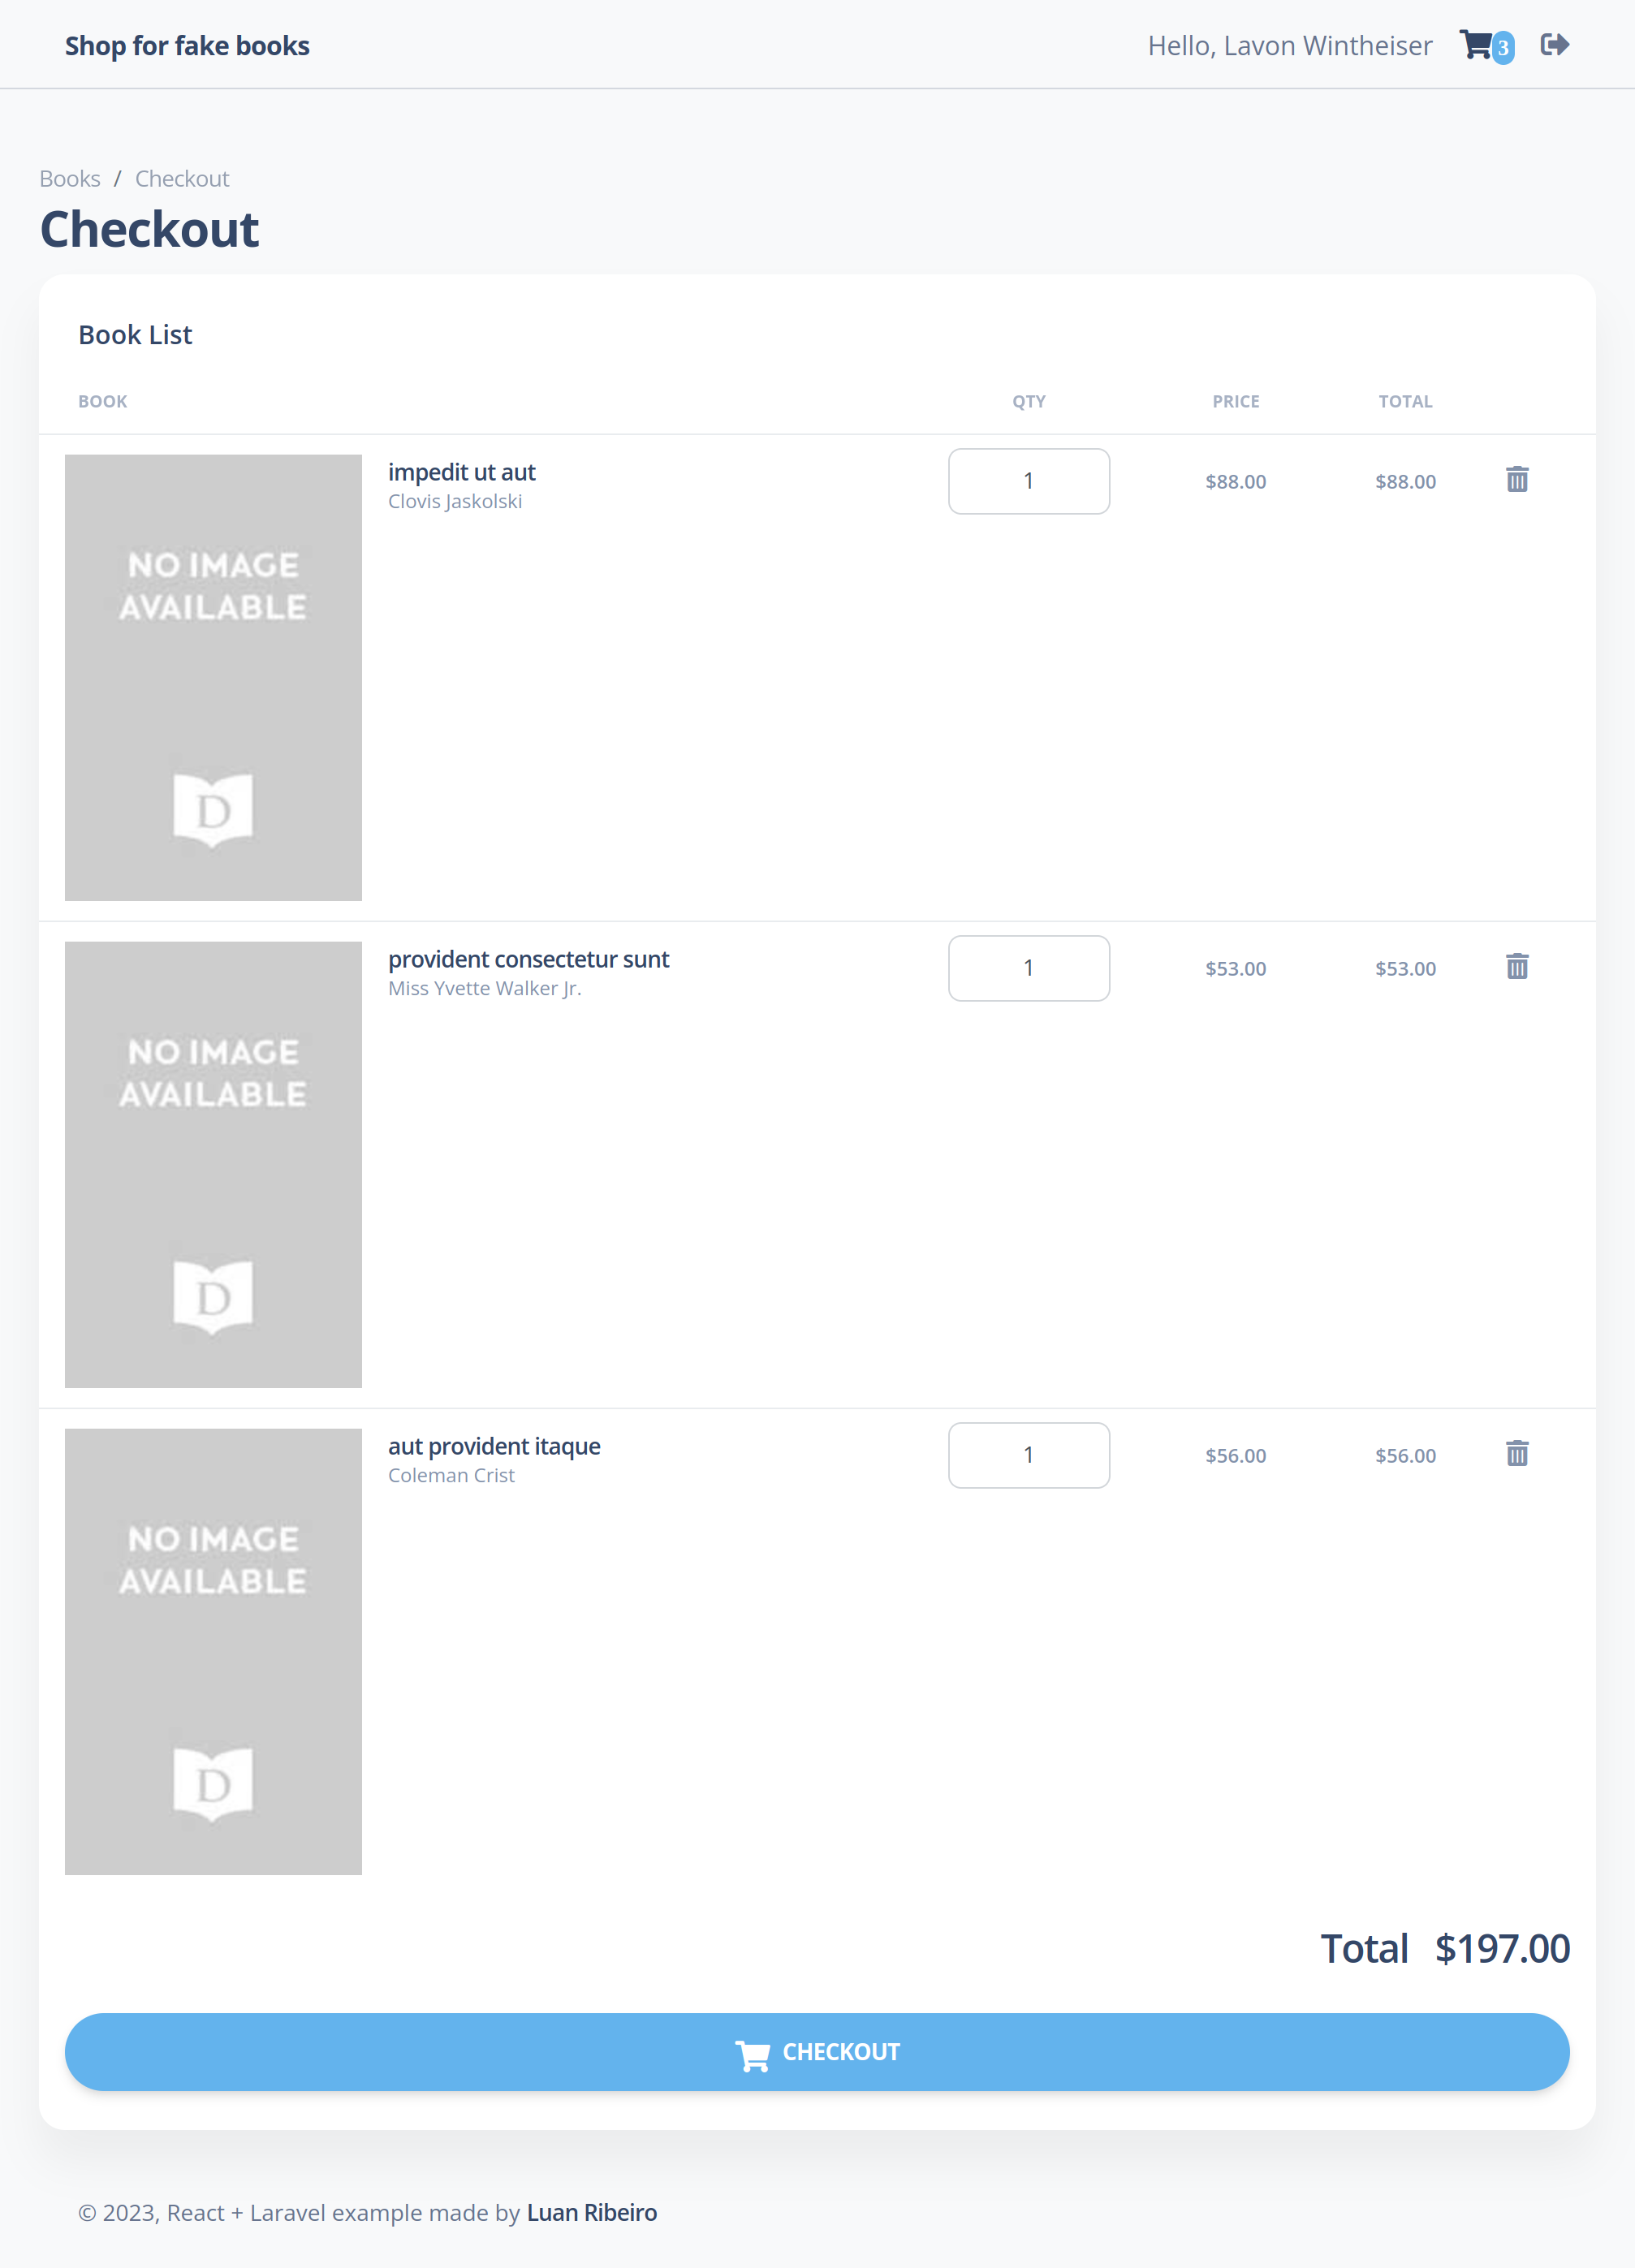 Shop for fake books
Hello, Lavon Wintheiser
3
Books / Checkout
Checkout
Book List
BOOK QTY PRICE TOTAL
NO IMAGE
AVAILABLE
D
impedit ut aut
Clovis Jaskolski
1 $88.00 $88.00
NO IMAGE
AVAILABLE
D
provident consectetur sunt
Miss Yvette Walker Jr.
1 $53.00 $53.00
NO IMAGE
AVAILABLE
D
aut provident itaque
Coleman Crist
1 $56.00 $56.00
Total $197.00
CHECKOUT
© 2023, React + Laravel example made by Luan Ribeiro